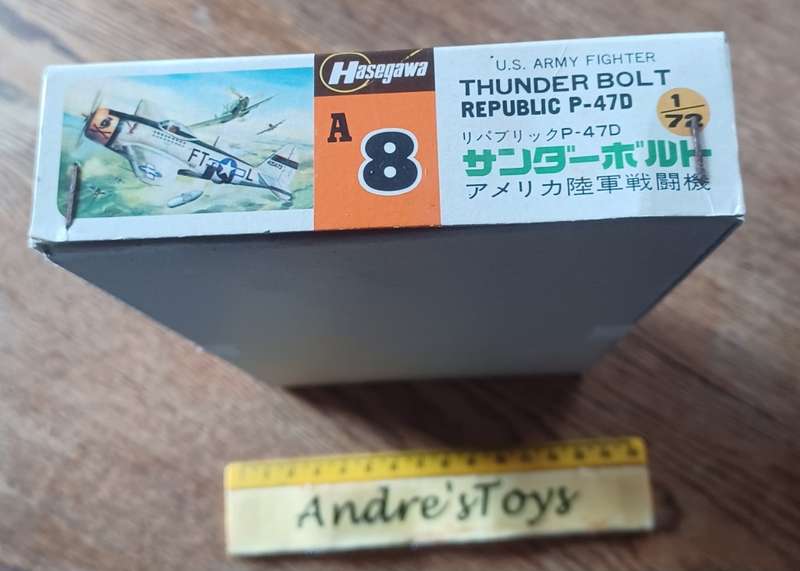 Hasegawa
A
8
U.S. ARMY FIGHTER
THUNDER BOLT
REPUBLIC P-47D
1/72
リパブリックP-47D
サンダーボルト
アメリカ陸軍戦闘機
FT L
Andre'sToys